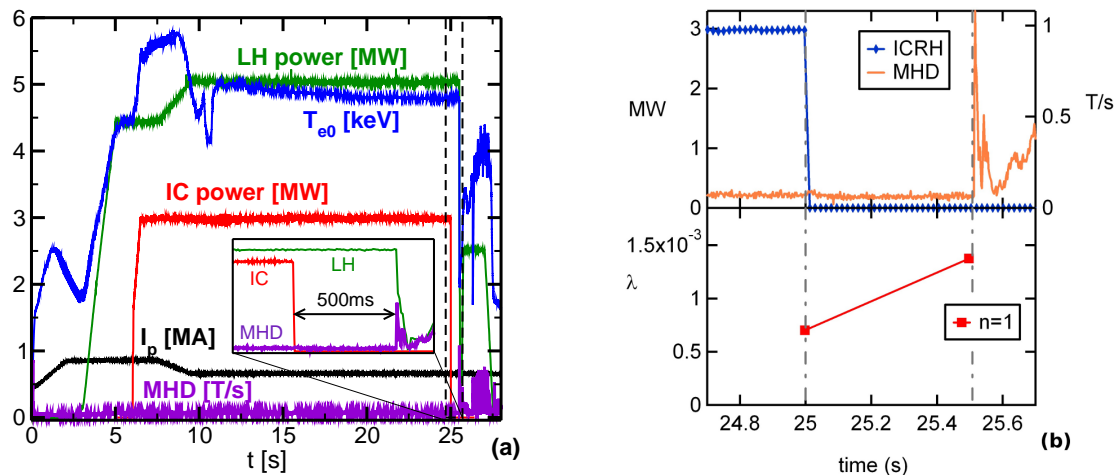 6
5
4
3
2
1
0
LH power [MW]
T_e0 [keV]
IC power [MW]
IC
LH
500ms
MHD
I_p [MA]
MHD [T/s]
0 5 10 15 20 25
t [s]
(a)
3
2
1
0
MW
ICRH
MHD
1
0.5
0
T/s
1.5x10^-3
λ
1
0.5
0
n=1
24.8 25 25.2 25.4 25.6
time (s)
(b)